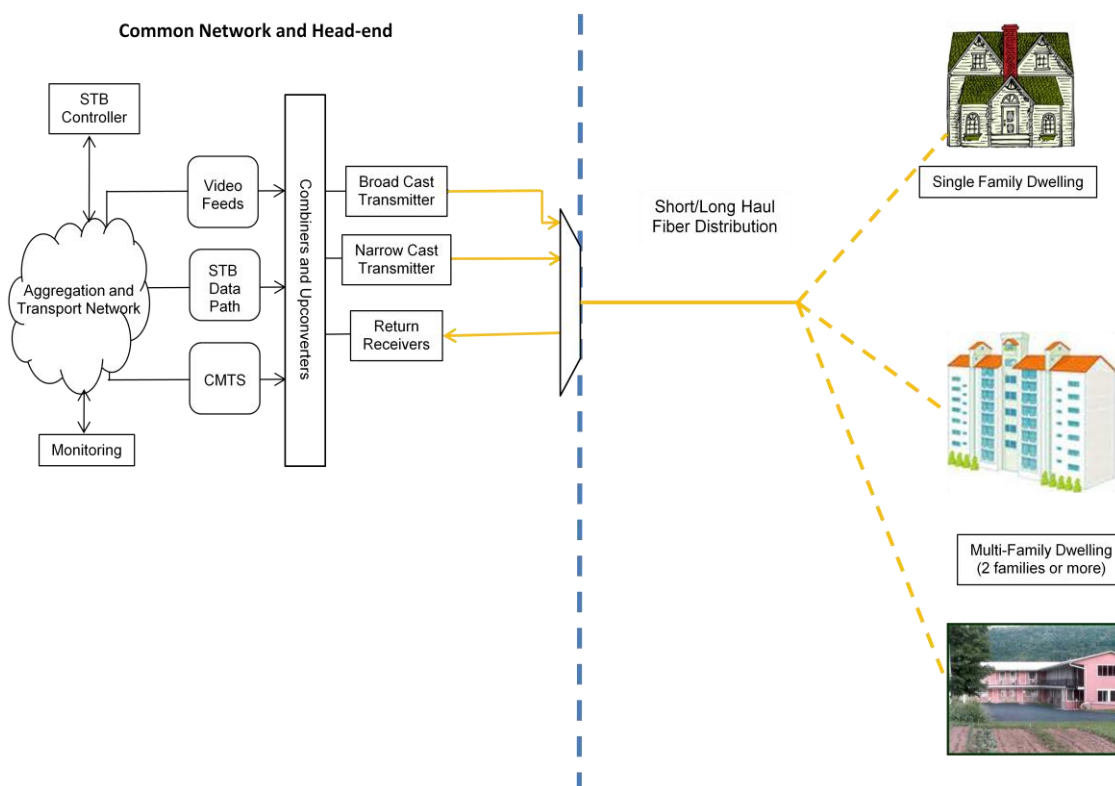 Common Network and Head-end
STB
Controller
Video
Feeds
Aggregation and
Transport Network
STB
Data
Path
CMTS
Monitoring
Combiners and Upconverters
Broad Cast
Transmitter
Narrow Cast
Transmitter
Return
Receivers
Short/Long Haul
Fiber Distribution
Single Family Dwelling
Multi-Family Dwelling
(2 families or more)